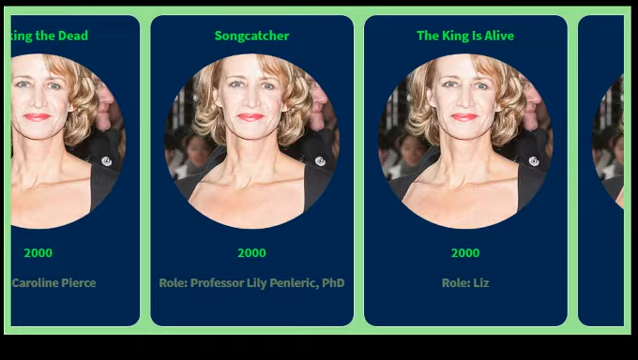 king the Dead
2000
Caroline Pierce
Songcatcher
2000
Role: Professor Lily Penleric, PhD
The King Is Alive
2000
Role: Liz